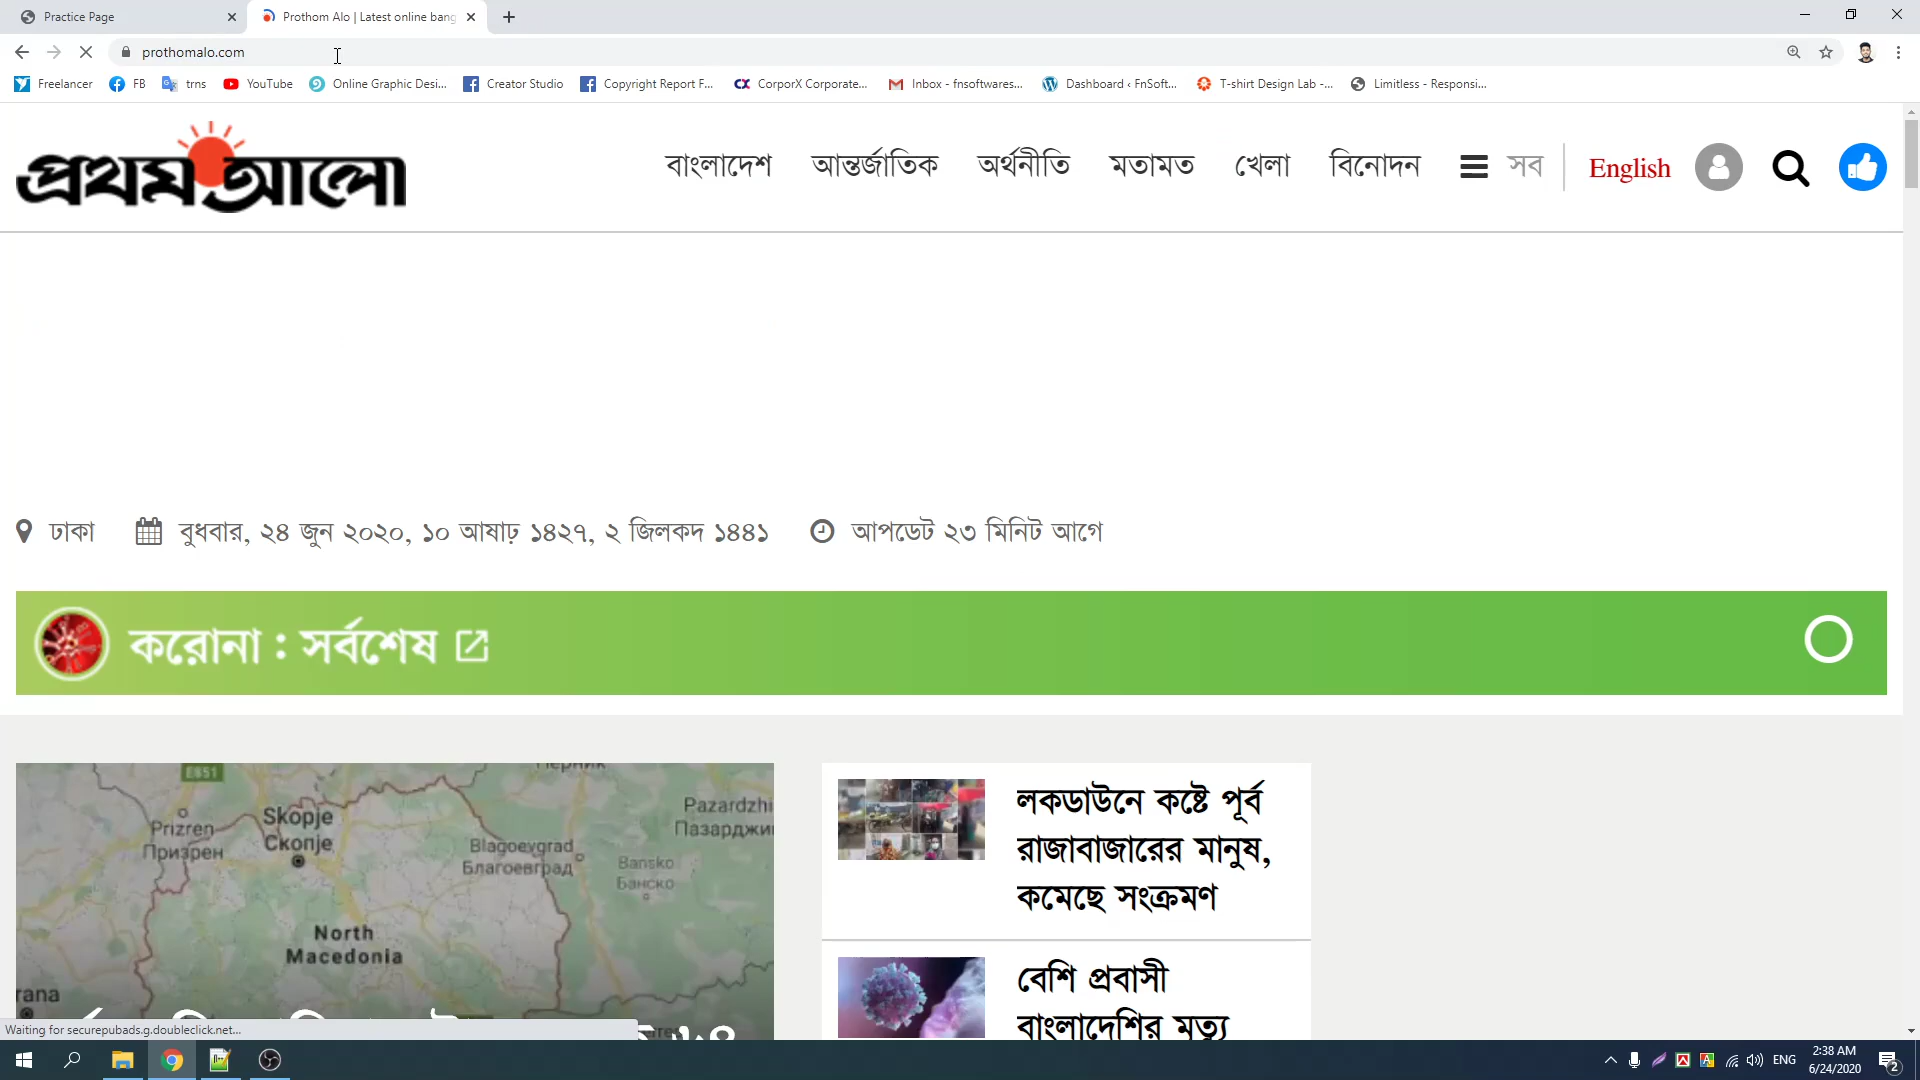 Practice Page
Prothom Alo | Latest online bang
prothomalo.com
Freelancer
FB
trns
YouTube
Online Graphic Desi...
Creator Studio
Copyright Report F...
CX CorporX Corporate...
Inbox - fnsoftwares...
Dashboard ‹ FnSoft...
T-shirt Design Lab -...
Limitless - Responsi...
প্রথম আলো
বাংলাদেশ
আন্তর্জাতিক
অর্থনীতি
মতামত
খেলা
বিনোদন
সব
English
ঢাকা
বুধবার, ২৪ জুন ২০২০, ১০ আষাঢ় ১৪২৭, ২ জিলকদ ১৪৪১
আপডেট ২৩ মিনিট আগে
করোনা : সর্বশেষ
E851
Перник
Skopje
Скопје
Prizren
Призрен
Pazardzhi
Пазарджи
Blagoevgrad
Благоевград
Bansko
Банско
North
Macedonia
rana
লকডাউনে কষ্টে পূর্ব
রাজাবাজারের মানুষ,
কমেছে সংক্রমণ
বেশি প্রবাসী
বাংলাদেশির মৃত্যু
Waiting for securepubads.g.doubleclick.net...
ENG
2:38 AM
6/24/2020
2